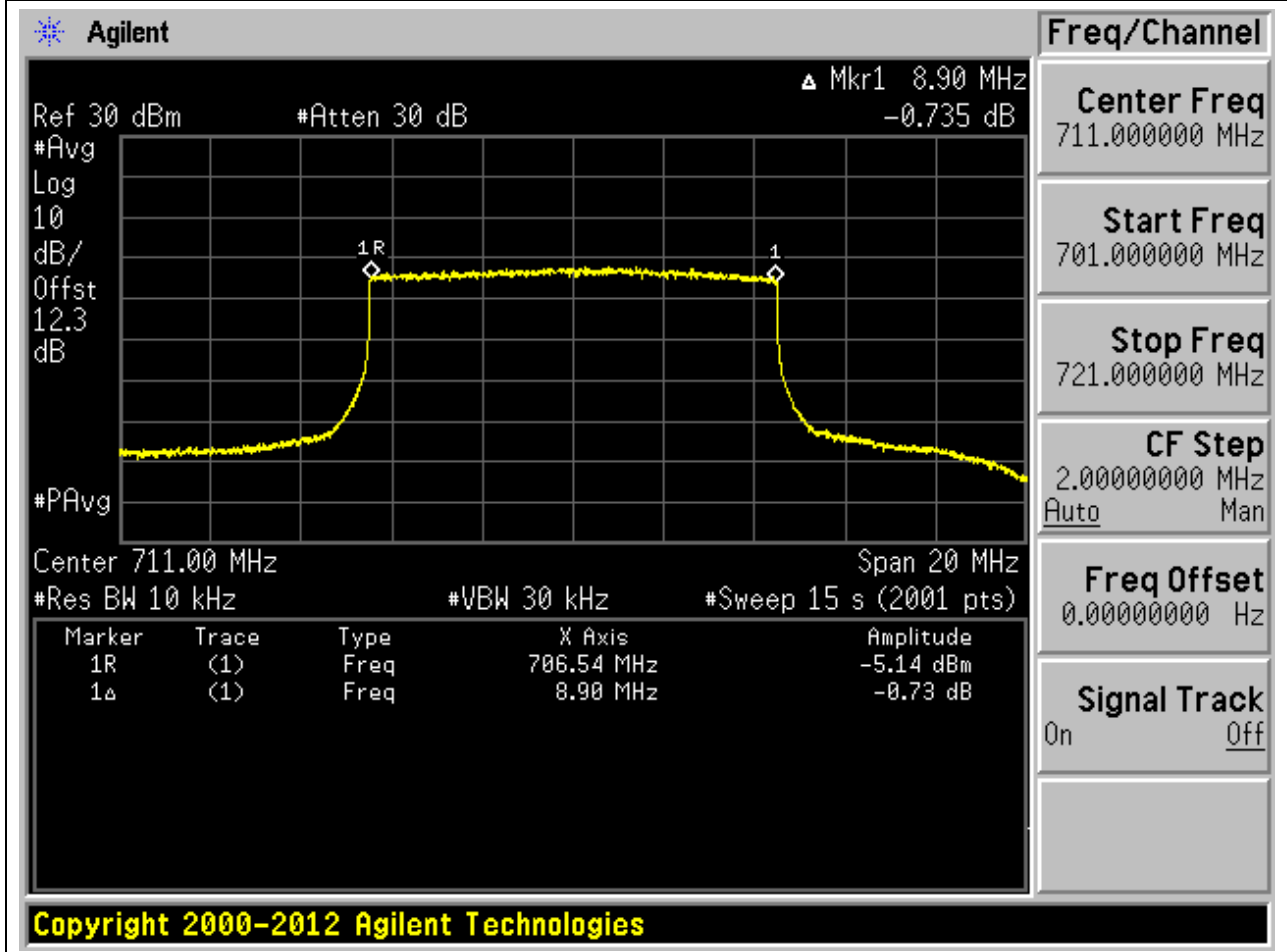 Agilent
Freq/Channel
▵ Mkr1 8.90 MHz
Ref 30 dBm #Atten 30 dB -0.735 dB
#Avg
Log
10
dB/
Offst
12.3
dB
#PAvg
1R
1
Center 711.00 MHz Span 20 MHz
#Res BW 10 kHz #VBW 30 kHz #Sweep 15 s (2001 pts)
Marker Trace Type X Axis Amplitude
1R (1) Freq 706.54 MHz -5.14 dBm
1▵ (1) Freq 8.90 MHz -0.73 dB
Center Freq
711.000000 MHz
Start Freq
701.000000 MHz
Stop Freq
721.000000 MHz
CF Step
2.00000000 MHz
Auto Man
Freq Offset
0.00000000 Hz
Signal Track
On Off
Copyright 2000-2012 Agilent Technologies